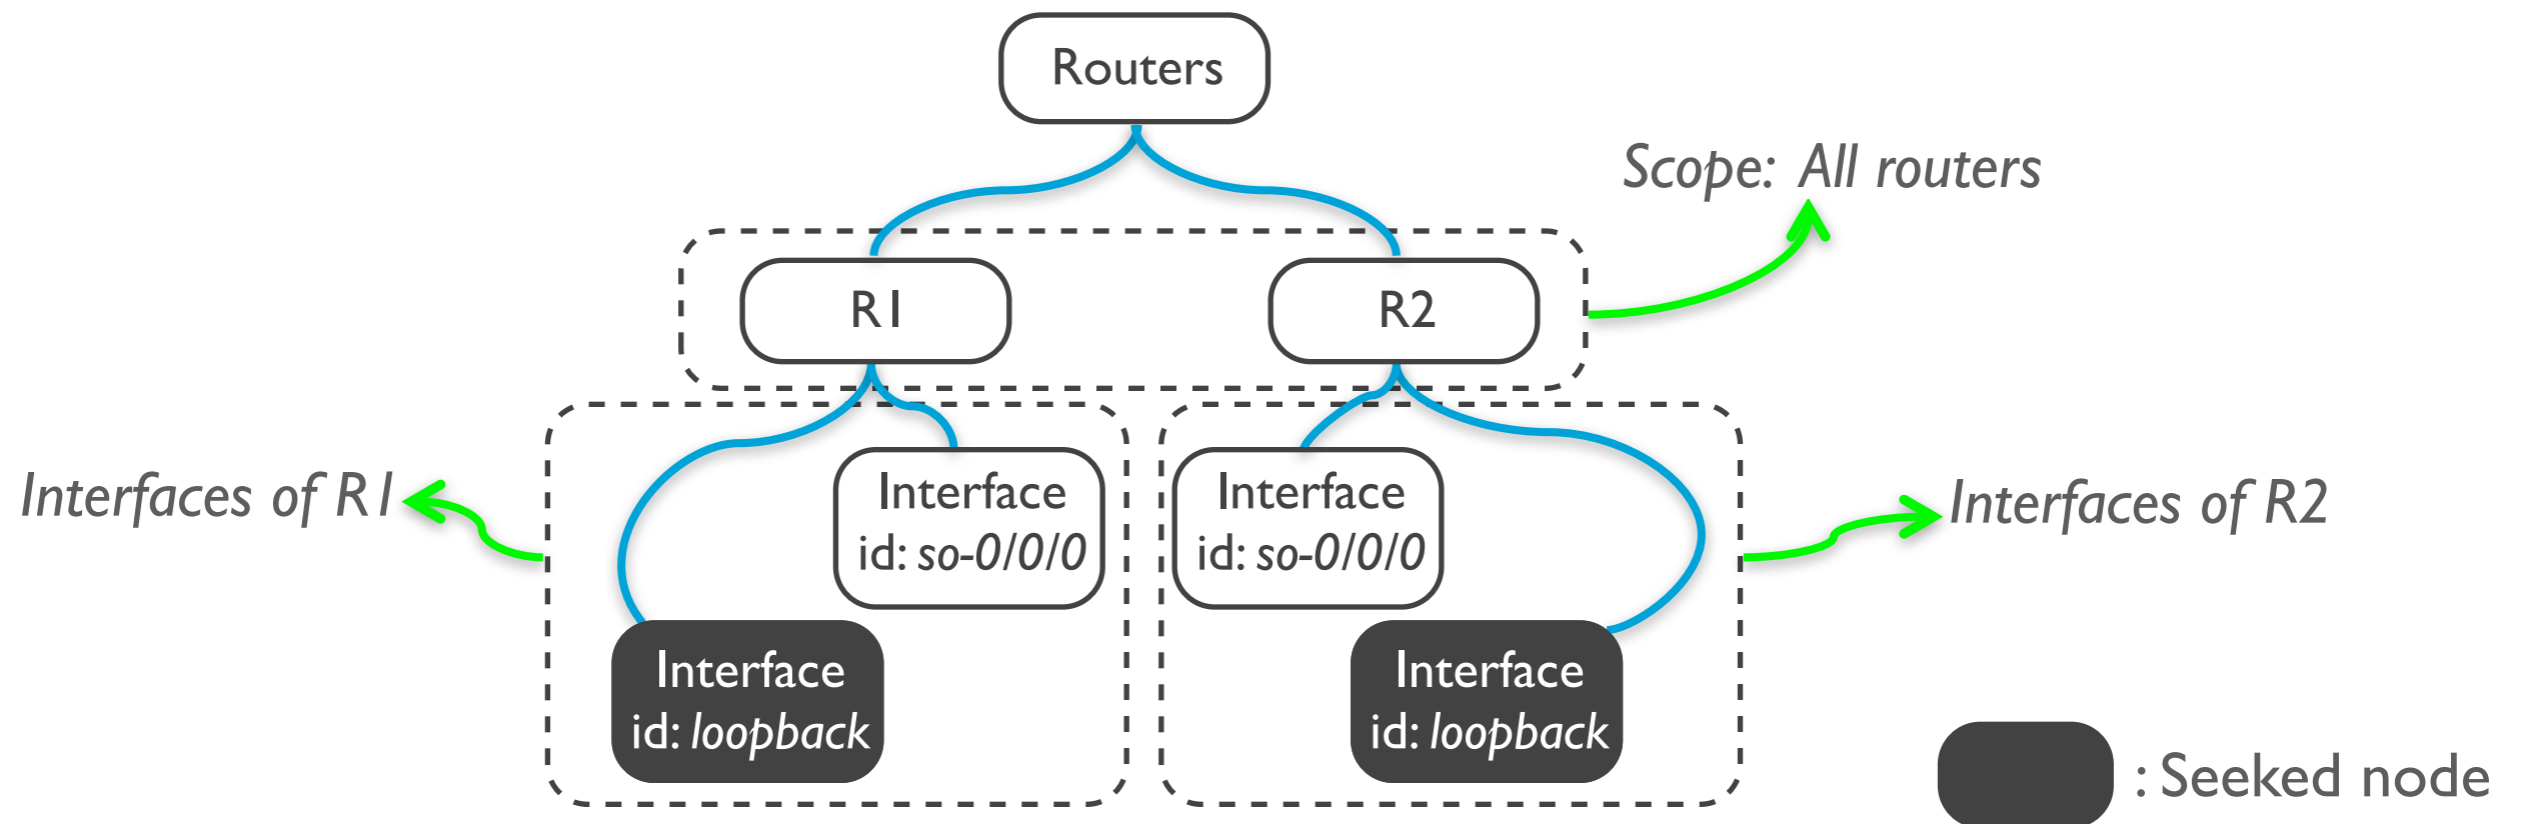 Routers
Scope: All routers
R1
R2
Interfaces of R1
Interface
id: so-0/0/0
Interface
id: so-0/0/0
Interfaces of R2
Interface
id: loopback
Interface
id: loopback
: Seeked node